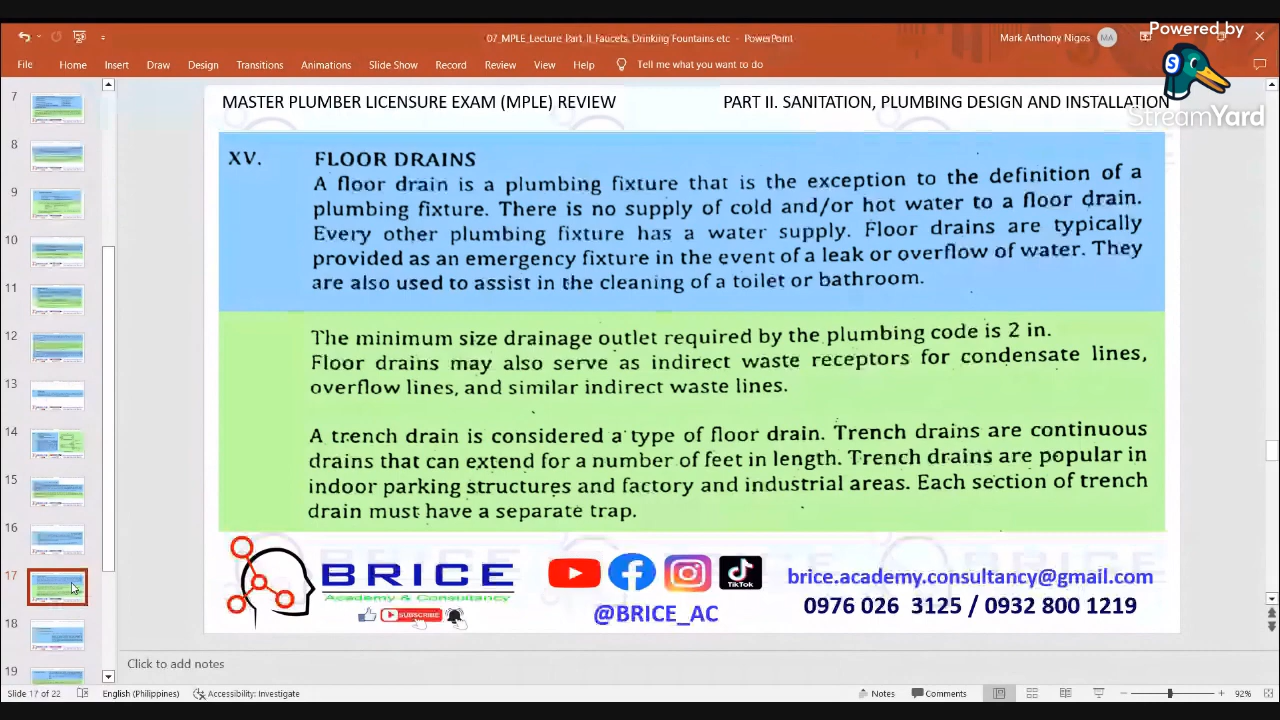 Powered by
StreamYard
07_MPLE_Lecture Part II_Faucets, Drinking Fountains etc - PowerPoint
Mark Anthony Nigos
MA
File Home Insert Draw Design Transitions Animations Slide Show Record Review View Help Tell me what you want to do
MASTER PLUMBER LICENSURE EXAM (MPLE) REVIEW
PART II. SANITATION, PLUMBING DESIGN AND INSTALLATION
XV. FLOOR DRAINS
A floor drain is a plumbing fixture that is the exception to the definition of a
plumbing fixture. There is no supply of cold and/or hot water to a floor drain.
Every other plumbing fixture has a water supply. Floor drains are typically
provided as an emergency fixture in the event of a leak or overflow of water. They
are also used to assist in the cleaning of a toilet or bathroom.
The minimum size drainage outlet required by the plumbing code is 2 in.
Floor drains may also serve as indirect waste receptors for condensate lines,
overflow lines, and similar indirect waste lines.
A trench drain is considered a type of floor drain. Trench drains are continuous
drains that can extend for a number of feet in length. Trench drains are popular in
indoor parking structures and factory and industrial areas. Each section of trench
drain must have a separate trap.
BRICE
Academy & Consultancy
SUBSCRIBE
TikTok
@BRICE_AC
brice.academy.consultancy@gmail.com
0976 026 3125 / 0932 800 1219
7
8
9
10
11
12
13
14
15
16
17
18
19
Click to add notes
Slide 17 of 22 English (Philippines) Accessibility: Investigate Notes Comments 92%